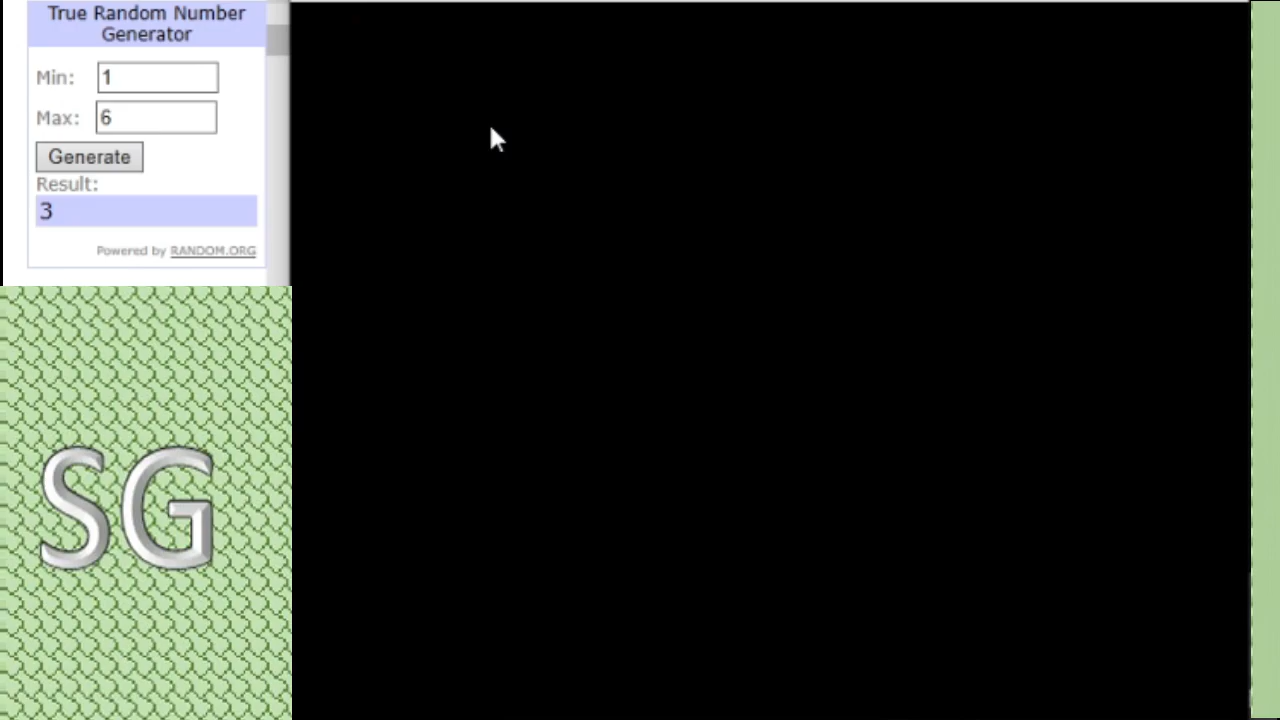 True Random Number
Generator
Min: 1
Max: 6
Generate
Result:
3
Powered by RANDOM.ORG
SG